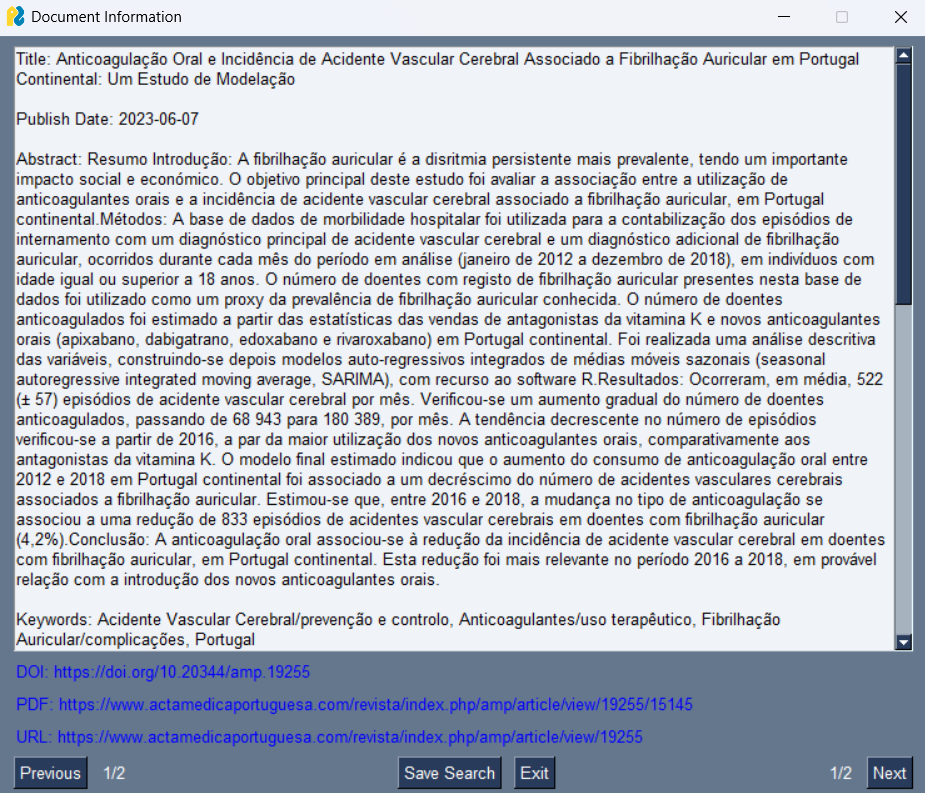 Document Information
Title: Anticoagulação Oral e Incidência de Acidente Vascular Cerebral Associado a Fibrilhação Auricular em Portugal
Continental: Um Estudo de Modelação
Publish Date: 2023-06-07
Abstract: Resumo Introdução: A fibrilhação auricular é a disritmia persistente mais prevalente, tendo um importante
impacto social e económico. O objetivo principal deste estudo foi avaliar a associação entre a utilização de
anticoagulantes orais e a incidência de acidente vascular cerebral associado a fibrilhação auricular, em Portugal
continental.Métodos: A base de dados de morbilidade hospitalar foi utilizada para a contabilização dos episódios de
internamento com um diagnóstico principal de acidente vascular cerebral e um diagnóstico adicional de fibrilhação
auricular, ocorridos durante cada mês do período em análise (janeiro de 2012 a dezembro de 2018), em indivíduos com
idade igual ou superior a 18 anos. O número de doentes com registo de fibrilhação auricular presentes nesta base de
dados foi utilizado como um proxy da prevalência de fibrilhação auricular conhecida. O número de doentes
anticoagulados foi estimado a partir das estatísticas das vendas de antagonistas da vitamina K e novos anticoagulantes
orais (apixabano, dabigatrano, edoxabano e rivaroxabano) em Portugal continental. Foi realizada uma análise descritiva
das variáveis, construindo-se depois modelos auto-regressivos integrados de médias móveis sazonais (seasonal
autoregressive integrated moving average, SARIMA), com recurso ao software R.Resultados: Ocorreram, em média, 522
(± 57) episódios de acidente vascular cerebral por mês. Verificou-se um aumento gradual do número de doentes
anticoagulados, passando de 68 943 para 180 389, por mês. A tendência decrescente no número de episódios
verificou-se a partir de 2016, a par da maior utilização dos novos anticoagulantes orais, comparativamente aos
antagonistas da vitamina K. O modelo final estimado indicou que o aumento do consumo de anticoagulação oral entre
2012 e 2018 em Portugal continental foi associado a um decréscimo do número de acidentes vasculares cerebrais
associados a fibrilhação auricular. Estimou-se que, entre 2016 e 2018, a mudança no tipo de anticoagulação se
associou a uma redução de 833 episódios de acidentes vascular cerebrais em doentes com fibrilhação auricular
(4,2%).Conclusão: A anticoagulação oral associou-se à redução da incidência de acidente vascular cerebral em doentes
com fibrilhação auricular, em Portugal continental. Esta redução foi mais relevante no período 2016 a 2018, em provável
relação com a introdução dos novos anticoagulantes orais.
Keywords: Acidente Vascular Cerebral/prevenção e controlo, Anticoagulantes/uso terapêutico, Fibrilhação
Auricular/complicações, Portugal
DOI: https://doi.org/10.20344/amp.19255
PDF: https://www.actamedicaportuguesa.com/revista/index.php/amp/article/view/19255/15145
URL: https://www.actamedicaportuguesa.com/revista/index.php/amp/article/view/19255
Previous 1/2 Save Search Exit 1/2 Next